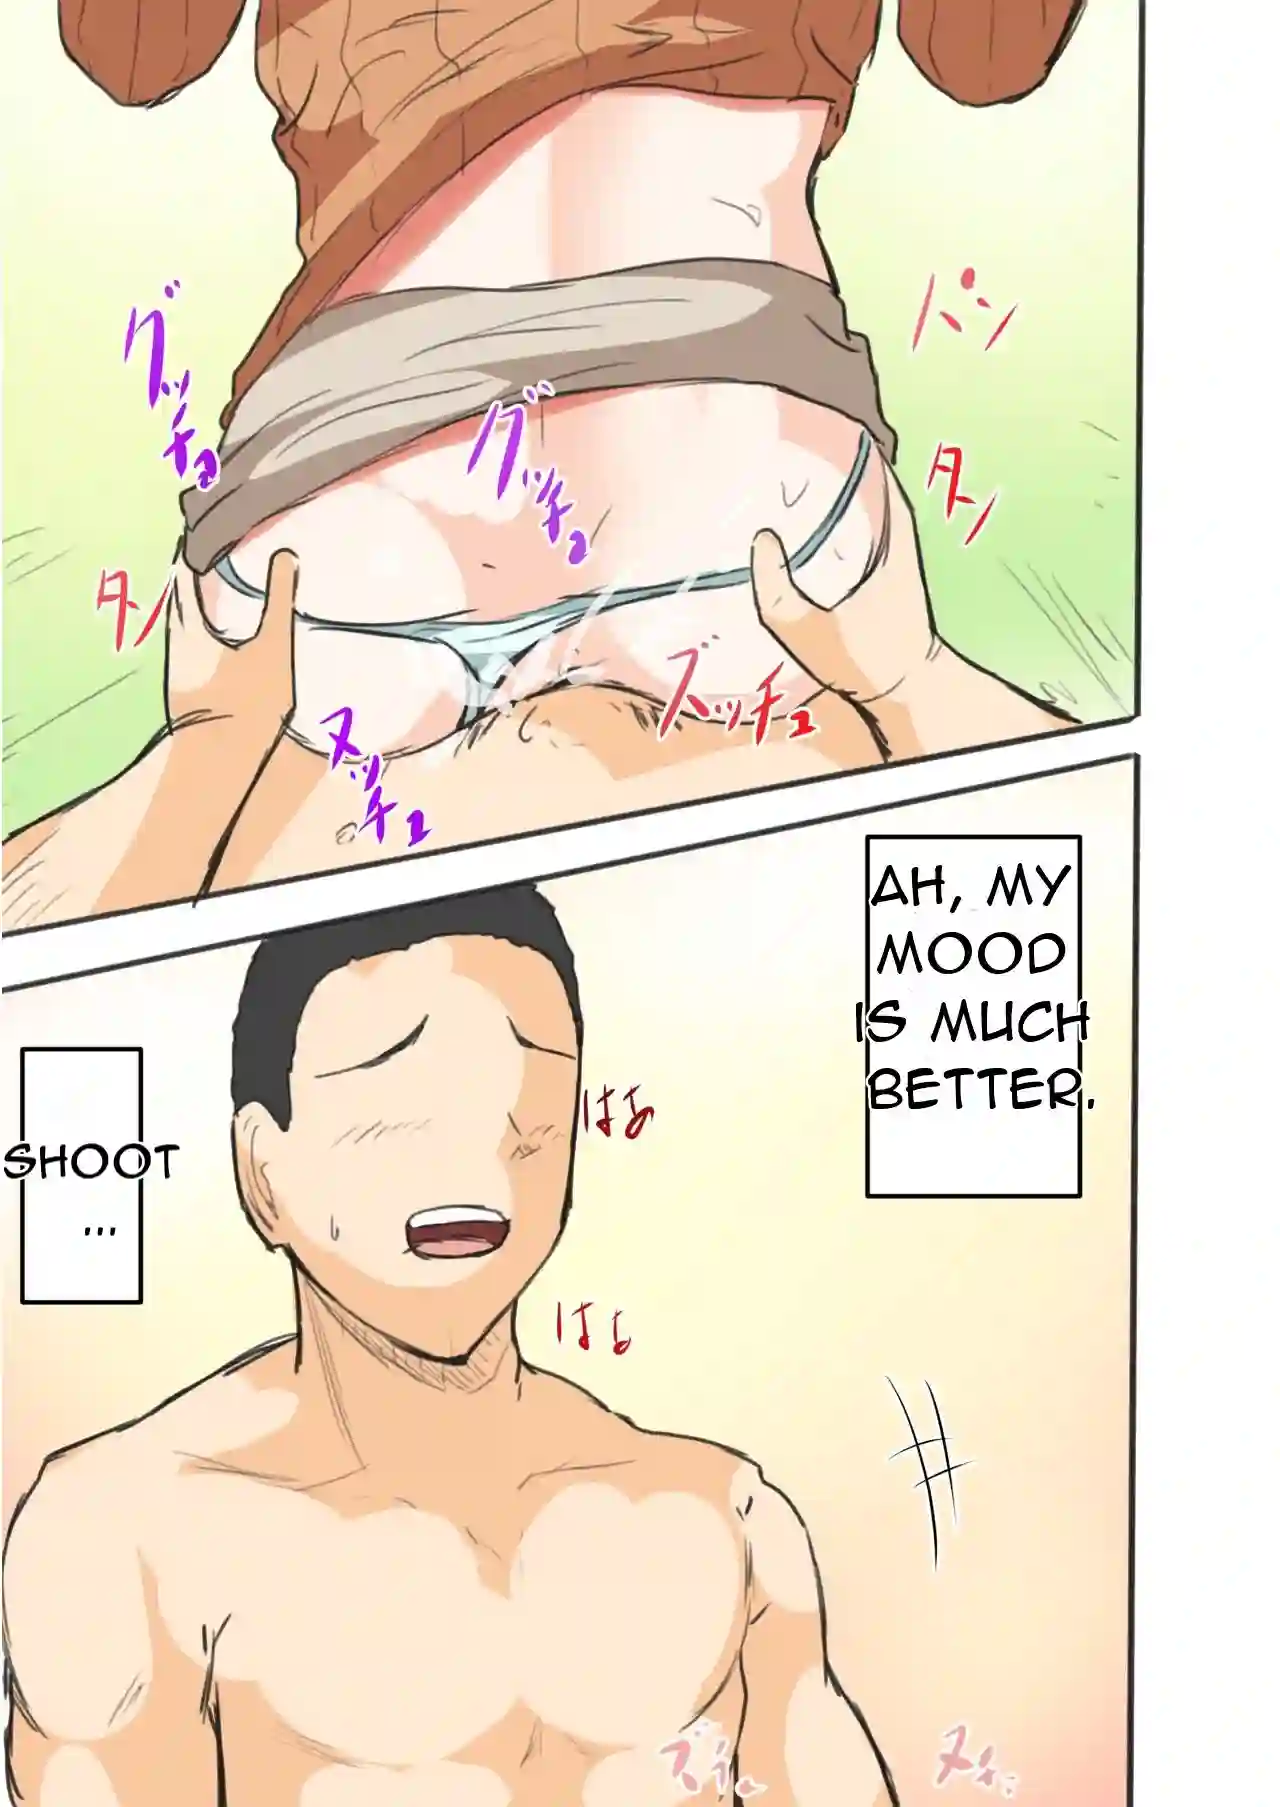 グッチュ
グッチュ
パン
タン
タン
ズッチュ
ヌッチュ
AH, MY
MOOD
IS MUCH
BETTER.
はぁ
SHOOT
...
はぁ